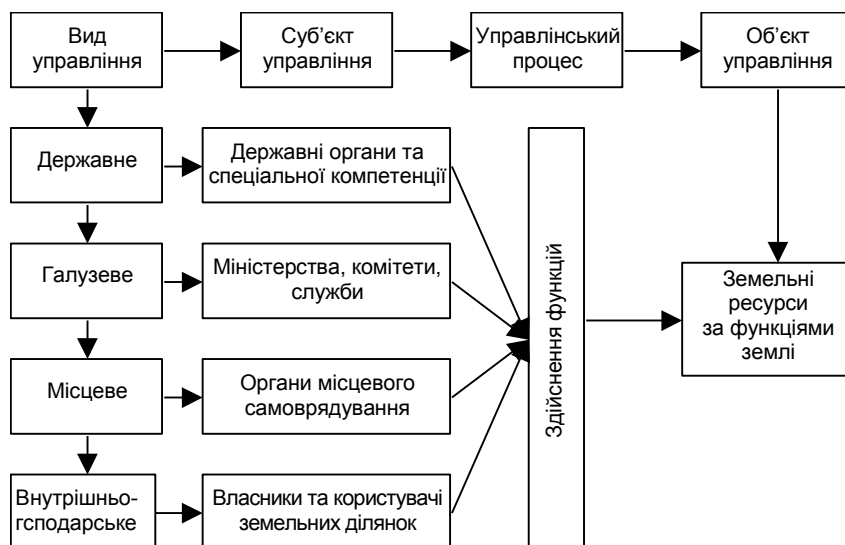 Вид
управління
Суб’єкт
управління
Управлінський
процес
Об’єкт
управління
Державне
Державні органи та
спеціальної компетенції
Галузеве
Міністерства, комітети,
служби
Місцеве
Органи місцевого
самоврядування
Внутрішньо-
гсподарське
Власники та користувачі
земельних ділянок
Здійснення функцій
Земельні
ресурси
за функціями
землі